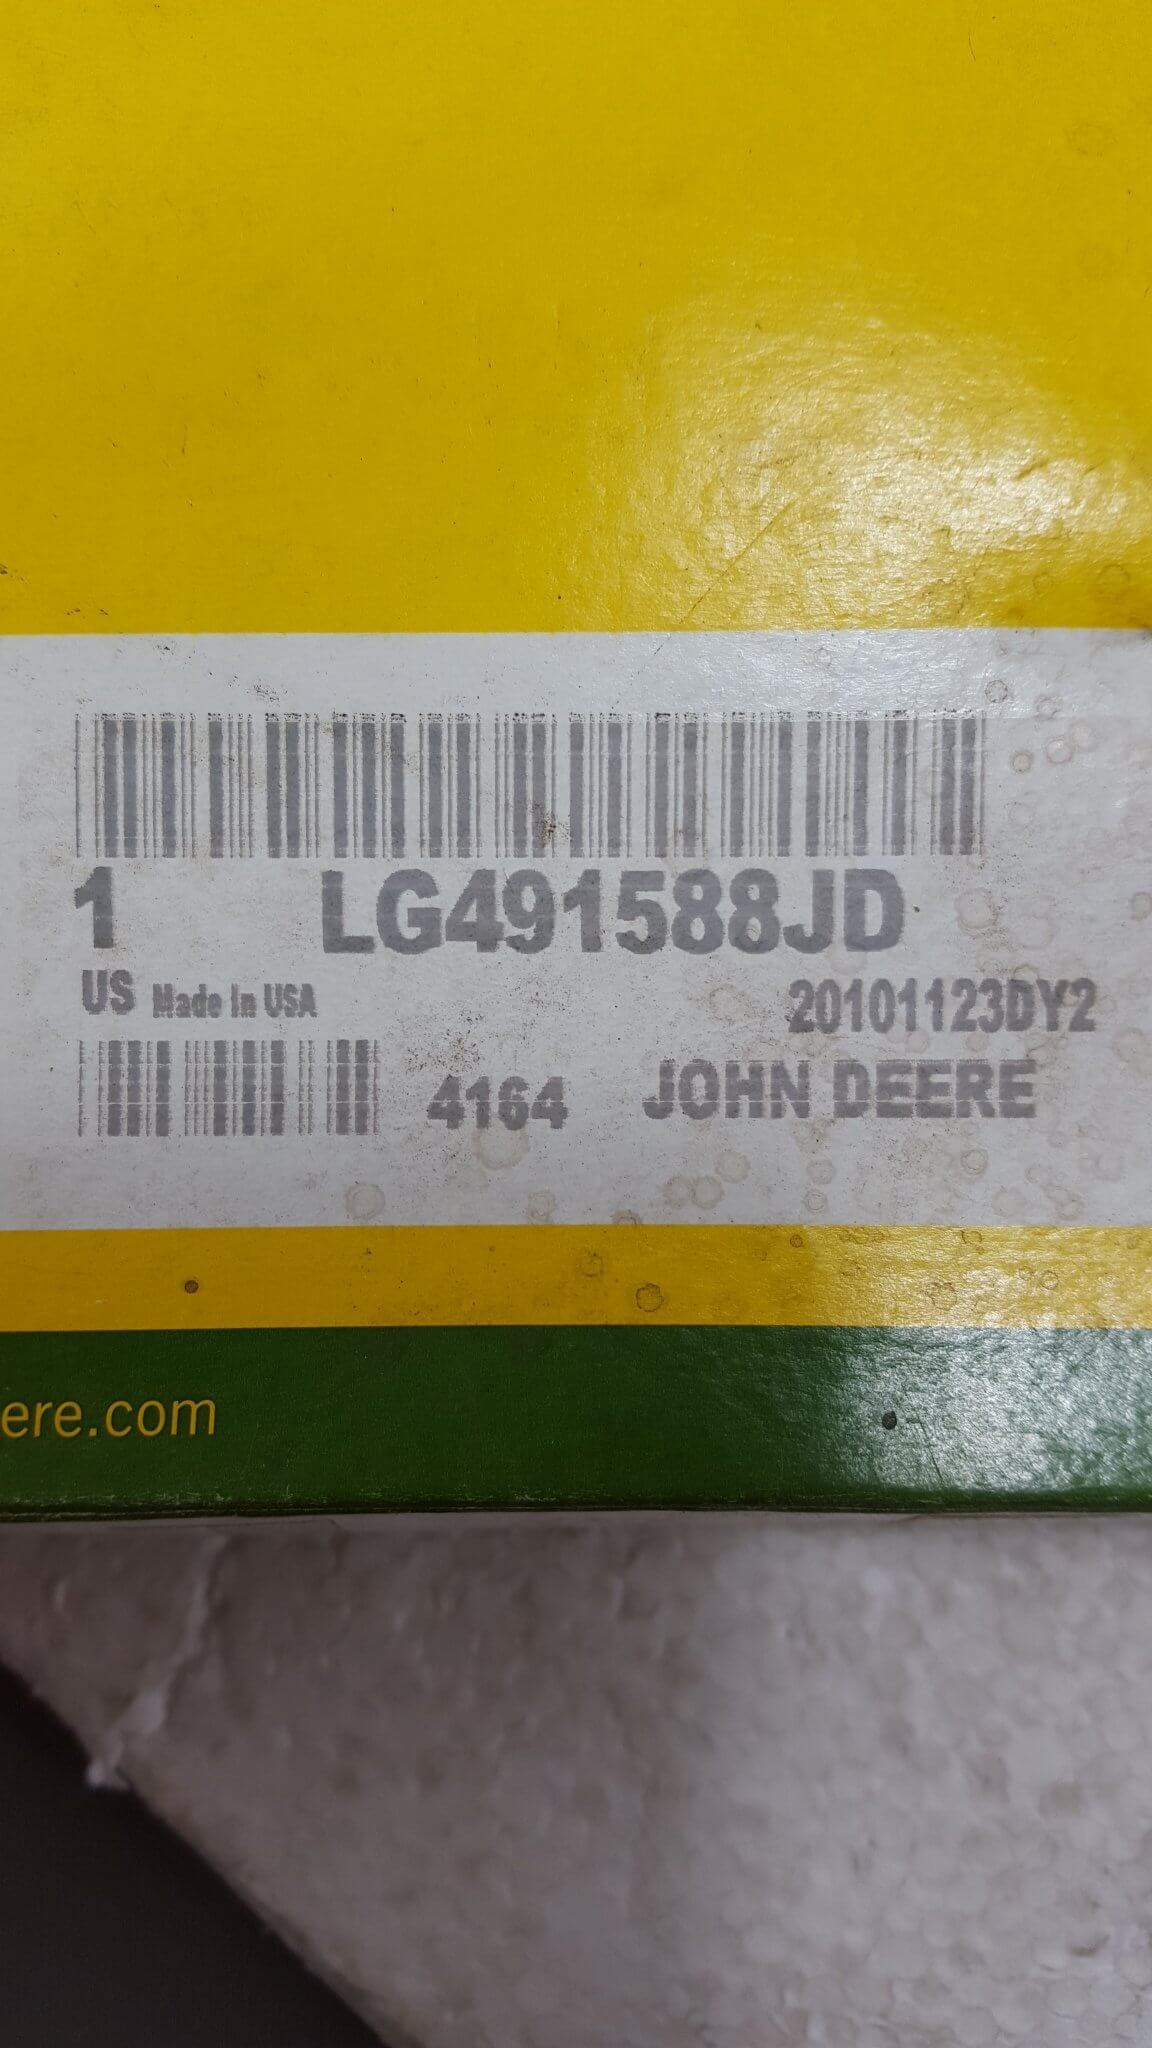 1 LG491588JD
US Made in USA 20101123DY2
4164 JOHN DEERE
ere.com